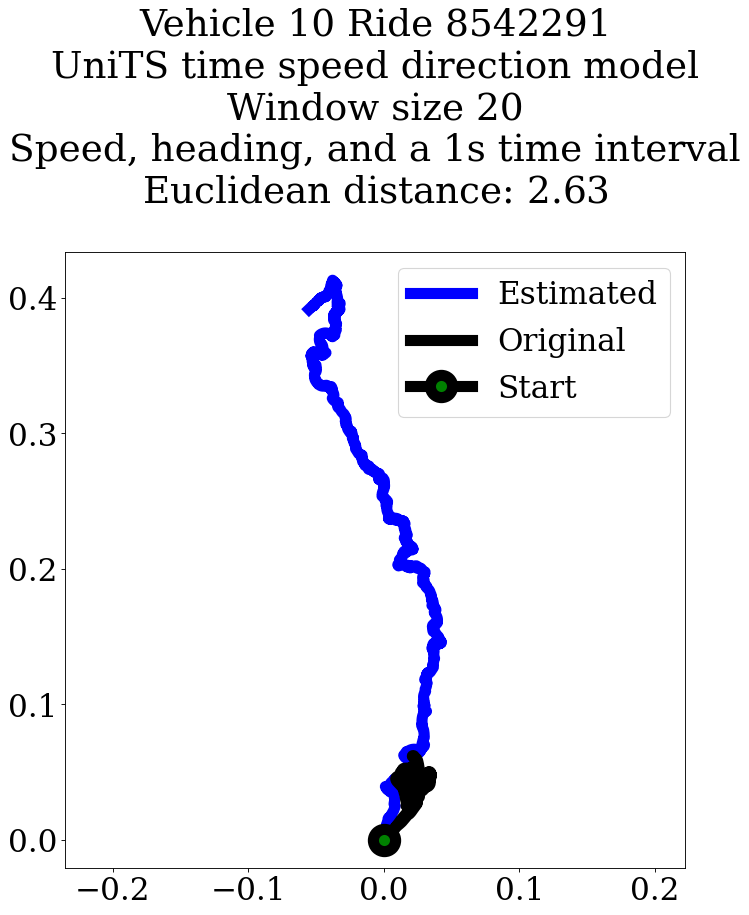 Vehicle 10 Ride 8542291
UniTS time speed direction model
Window size 20
Speed, heading, and a 1s time interval
Euclidean distance: 2.63
Estimated
Original
Start
0.4
0.3
0.2
0.1
0.0
−0.2
−0.1
0.0
0.1
0.2